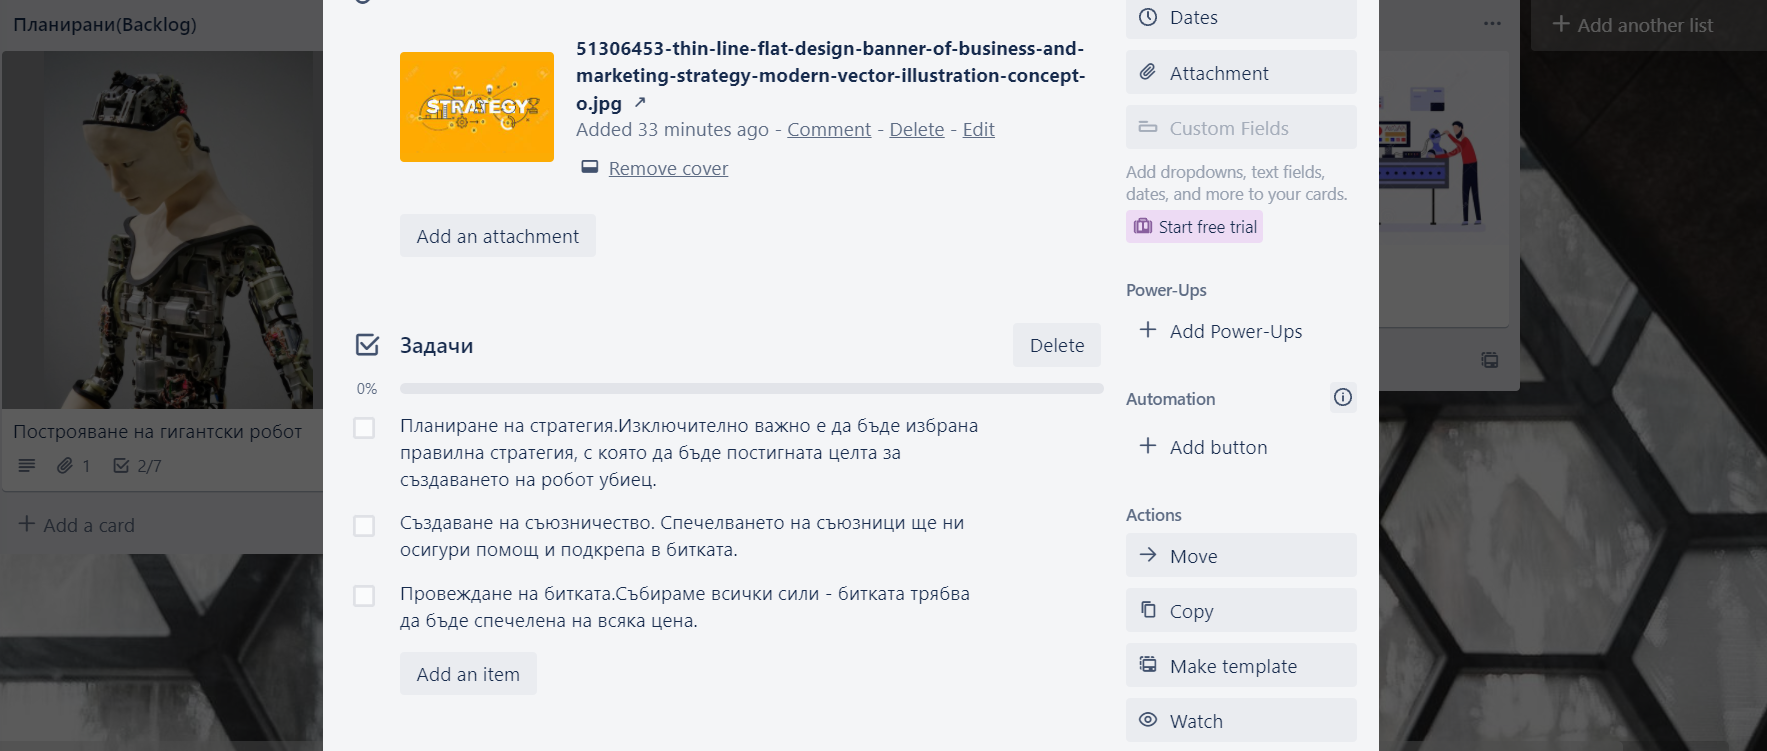 Планирани(Backlog)
Построяване на гигантски робот
1
2/7
Add a card
STRATEGY
51306453-thin-line-flat-design-banner-of-business-and-
marketing-strategy-modern-vector-illustration-concept-
o.jpg
Added 33 minutes ago - Comment - Delete - Edit
Remove cover
Add an attachment
Задачи
Delete
0%
Планиране на стратегия.Изключително важно е да бъде избрана
правилна стратегия, с която да бъде постигната целта за
създаването на робот убиец.
Създаване на съюзничество. Спечелването на съюзници ще ни
осигури помощ и подкрепа в битката.
Провеждане на битката.Събираме всички сили - битката трябва
да бъде спечелена на всяка цена.
Add an item
Dates
Attachment
Custom Fields
Add dropdowns, text fields,
dates, and more to your cards.
Start free trial
Power-Ups
Add Power-Ups
Automation
Add button
Actions
Move
Copy
Make template
Watch
Add another list